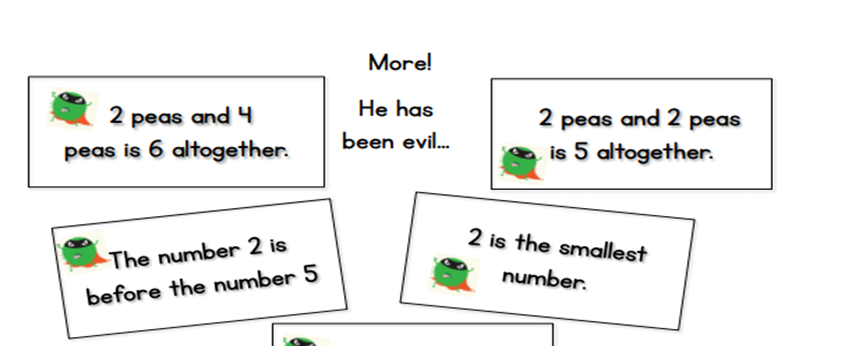 More!
He has
been evil...
2 peas and 4
peas is 6 altogether.
2 peas and 2 peas
is 5 altogether.
The number 2 is
before the number 5
2 is the smallest
number.